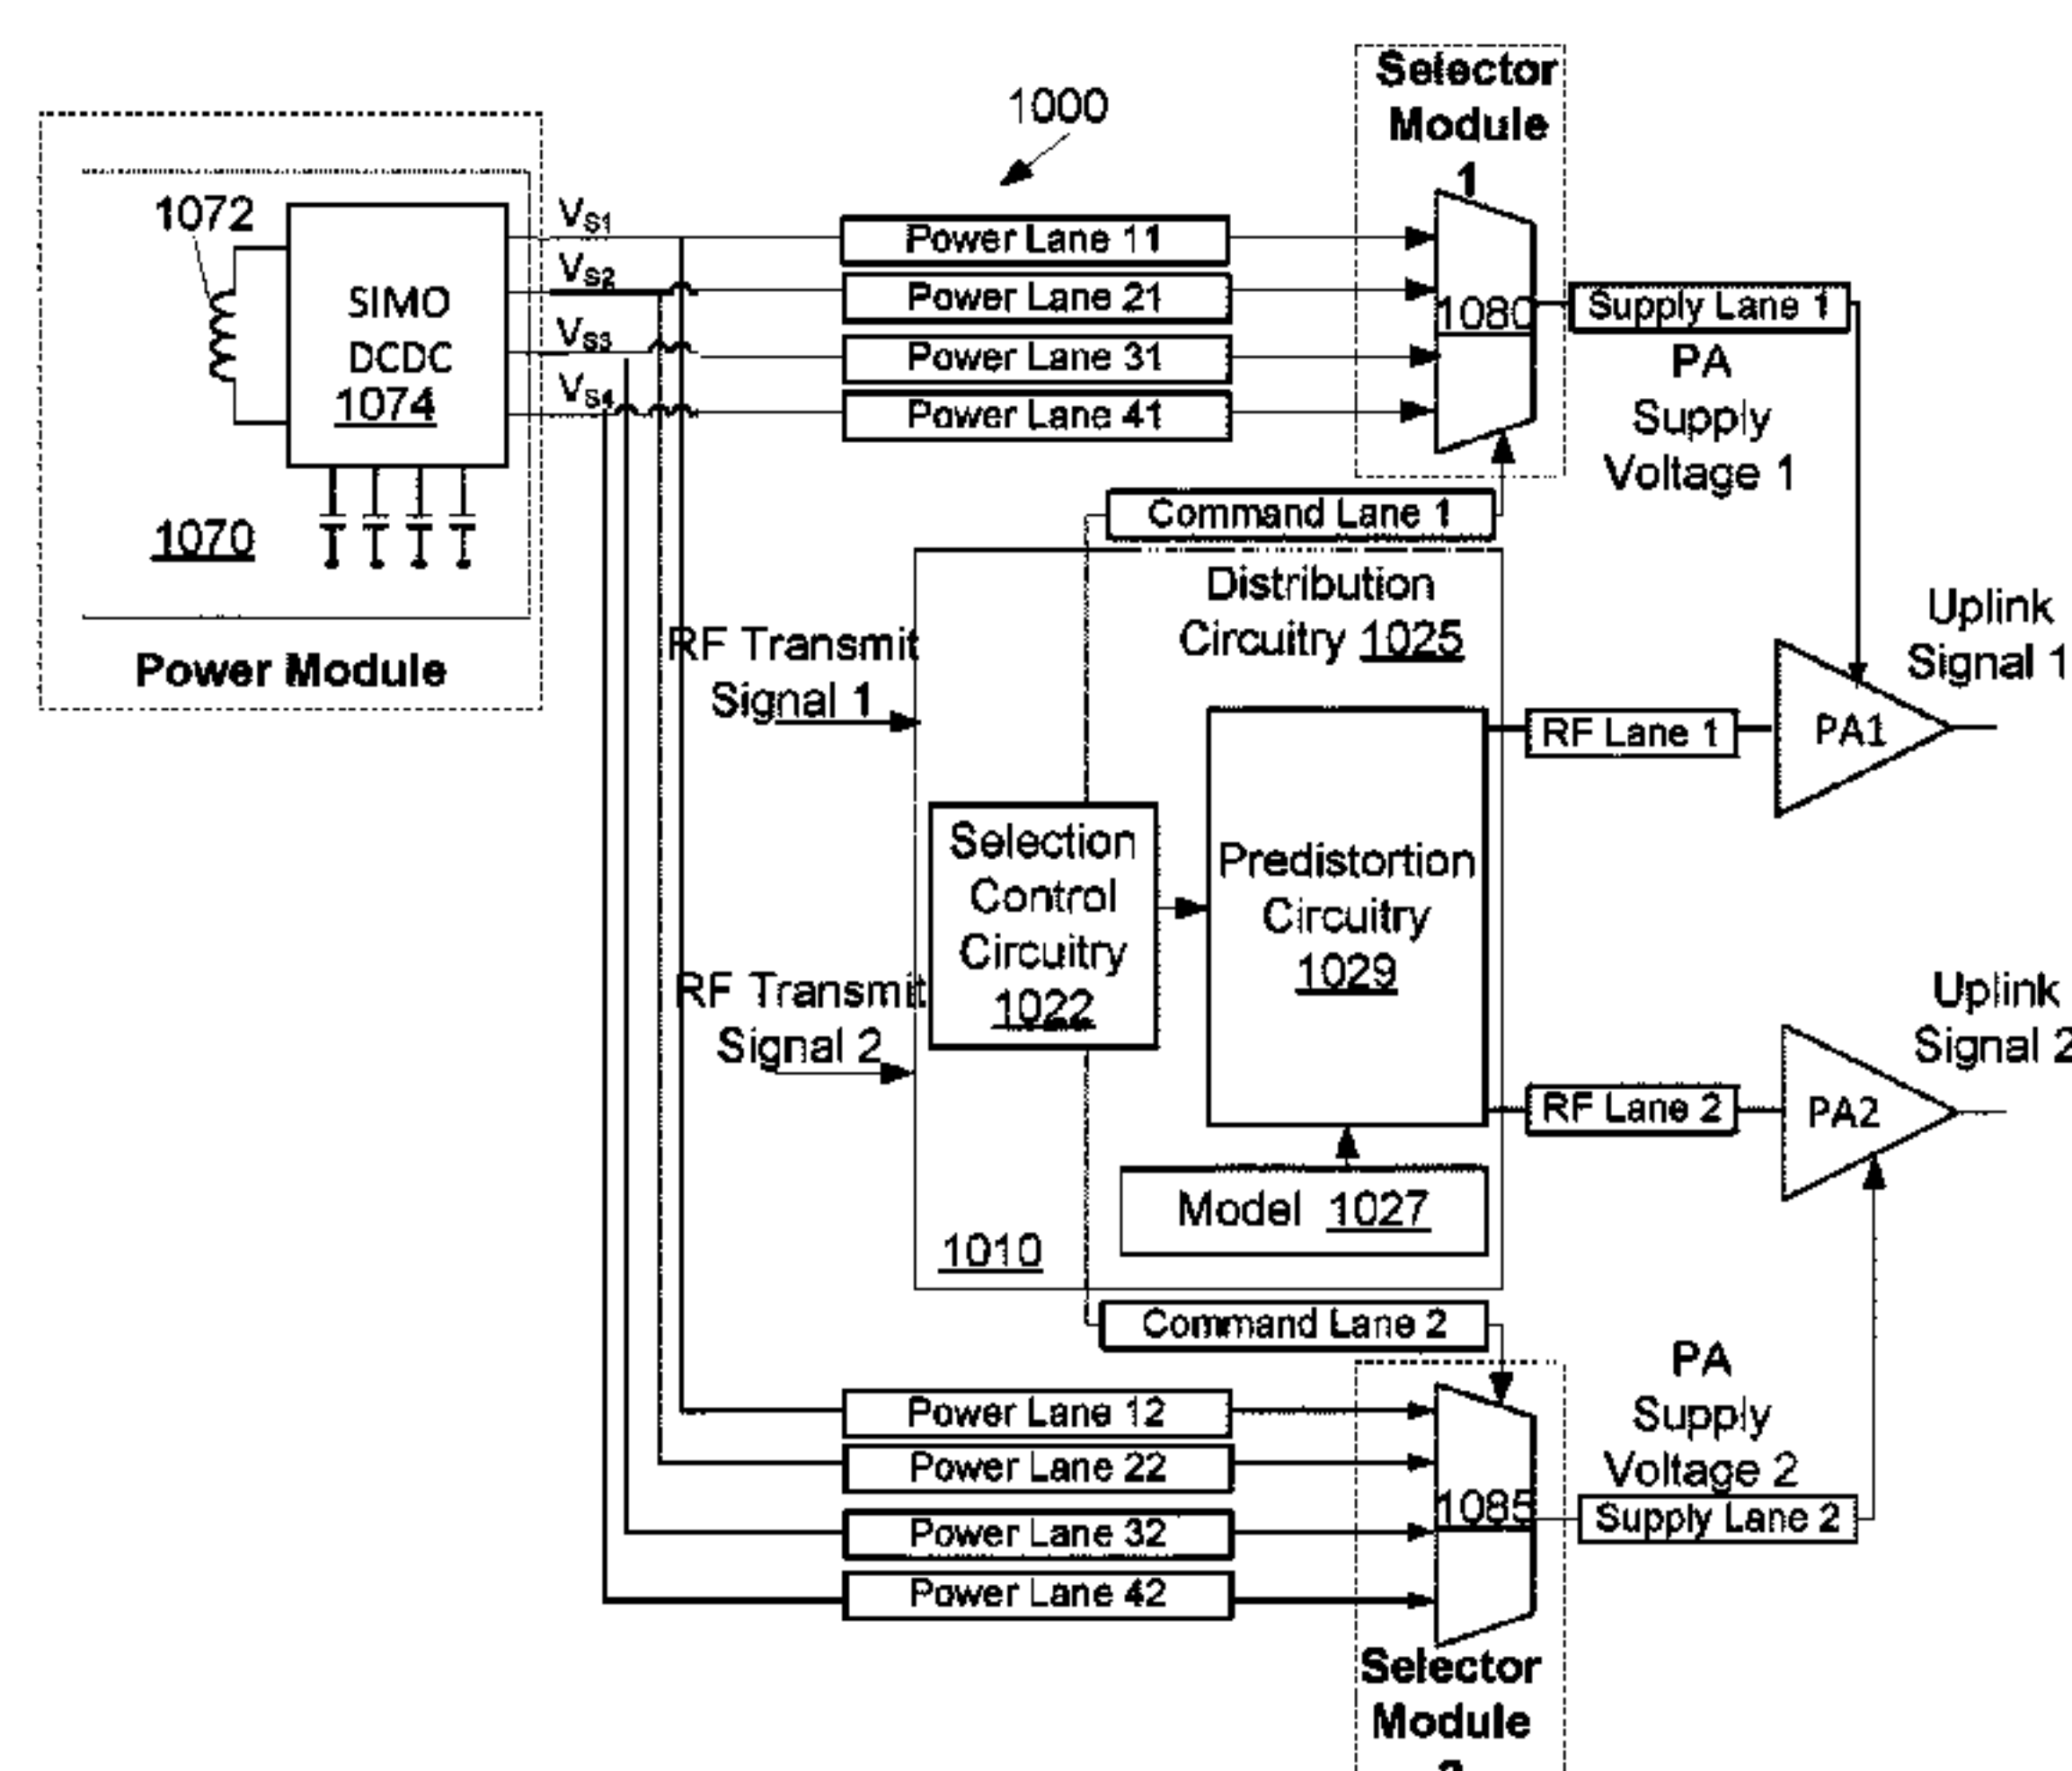 Selector
Module
1
1000
1072
SIMO
DCDC
1074
1070
Power Module
VS1
VS2
VS3
VS4
Power Lane 11
Power Lane 21
Power Lane 31
Power Lane 41
1080
Supply Lane 1
PA
Supply
Voltage 1
Command Lane 1
Distribution
Circuitry 1025
RF Transmit
Signal 1
Uplink
Signal 1
RF Lane 1
PA1
Selection
Control
Circuitry
1022
Predistortion
Circuitry
1029
RF Transmit
Signal 2
Uplink
Signal 2
RF Lane 2
PA2
Model 1027
1010
Command Lane 2
PA
Supply
Voltage 2
Power Lane 12
Power Lane 22
Power Lane 32
Power Lane 42
1085
Supply Lane 2
Selector
Module